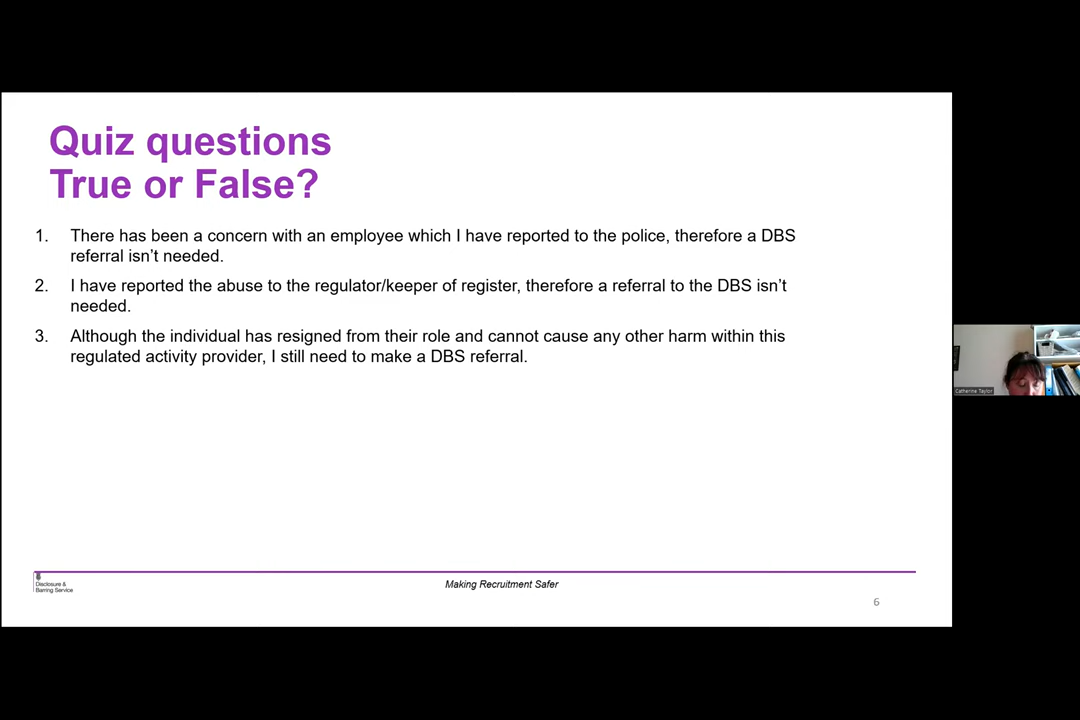 Quiz questions
True or False?
1. There has been a concern with an employee which I have reported to the police, therefore a DBS
referral isn’t needed.
2. I have reported the abuse to the regulator/keeper of register, therefore a referral to the DBS isn’t
needed.
3. Although the individual has resigned from their role and cannot cause any other harm within this
regulated activity provider, I still need to make a DBS referral.
Catherine Taylor
Disclosure &
Barring Service
Making Recruitment Safer
6